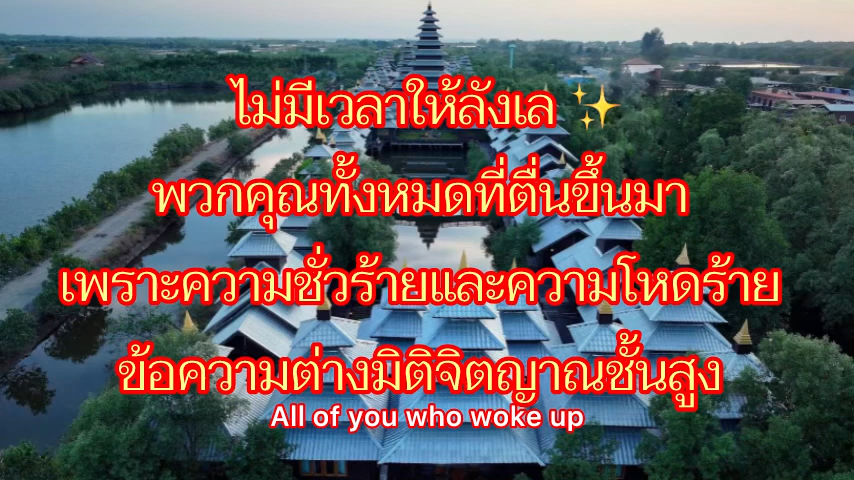 ไม่มีเวลาให้ลังเล ✨
พวกคุณทั้งหมดที่ตื่นขึ้นมา
เพราะความชั่วร้ายและความโหดร้าย
ข้อความต่างมิติจิตญาณชั้นสูง
All of you who woke up